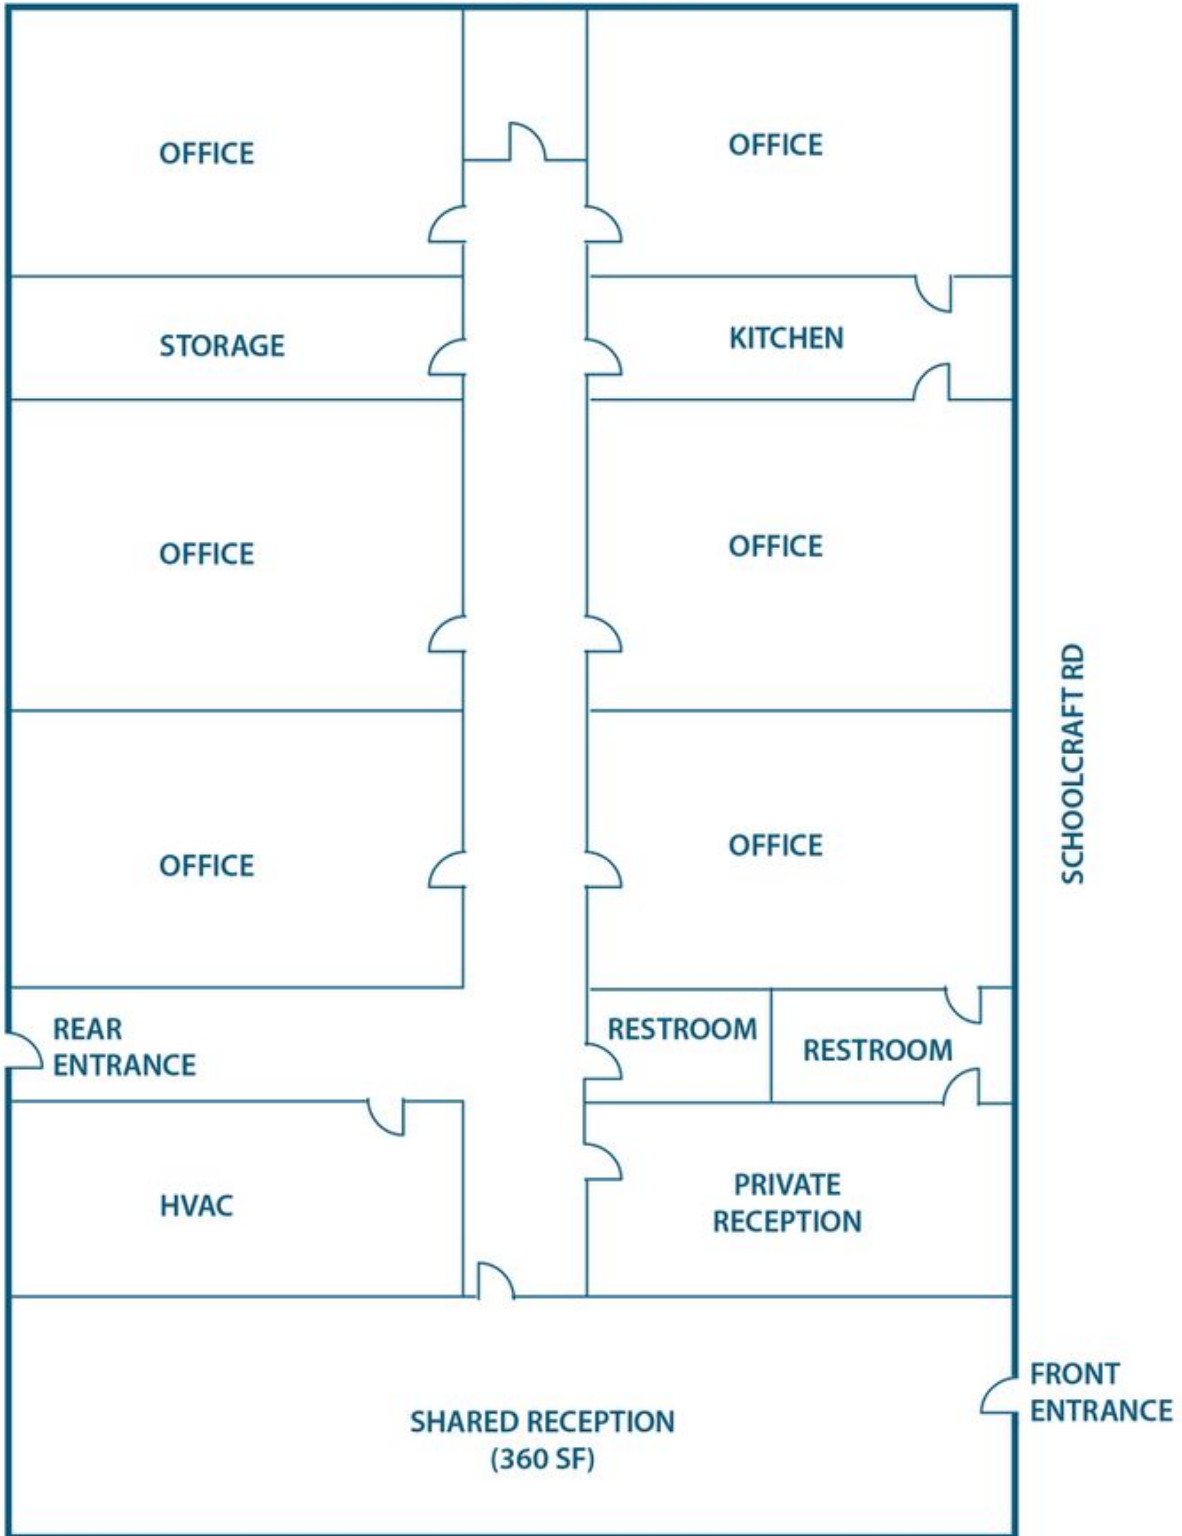 OFFICE
OFFICE
STORAGE
KITCHEN
OFFICE
OFFICE
SCHOOLCRAFT RD
OFFICE
OFFICE
REAR
ENTRANCE
RESTROOM
RESTROOM
HVAC
PRIVATE
RECEPTION
FRONT
ENTRANCE
SHARED RECEPTION
(360 SF)